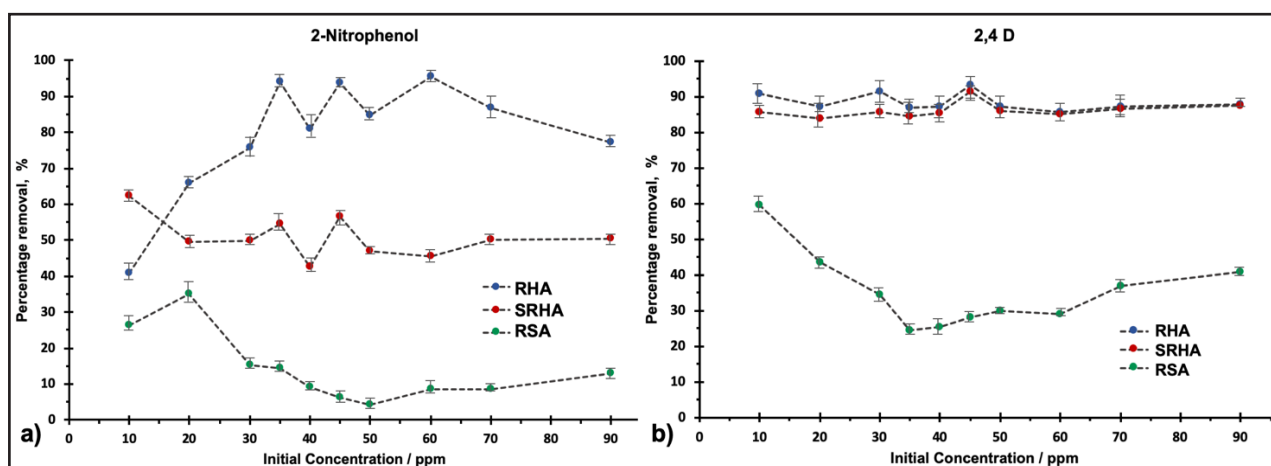 2-Nitrophenol
Percentage removal, %
100
90
80
70
60
50
40
30
20
10
0
RHA
SRHA
RSA
a)
0 10 20 30 40 50 60 70 80 90
Initial Concentration / ppm
2,4 D
Percentage removal, %
100
90
80
70
60
50
40
30
20
10
0
RHA
SRHA
RSA
b)
0 10 20 30 40 50 60 70 80 90
Initial Concentration / ppm